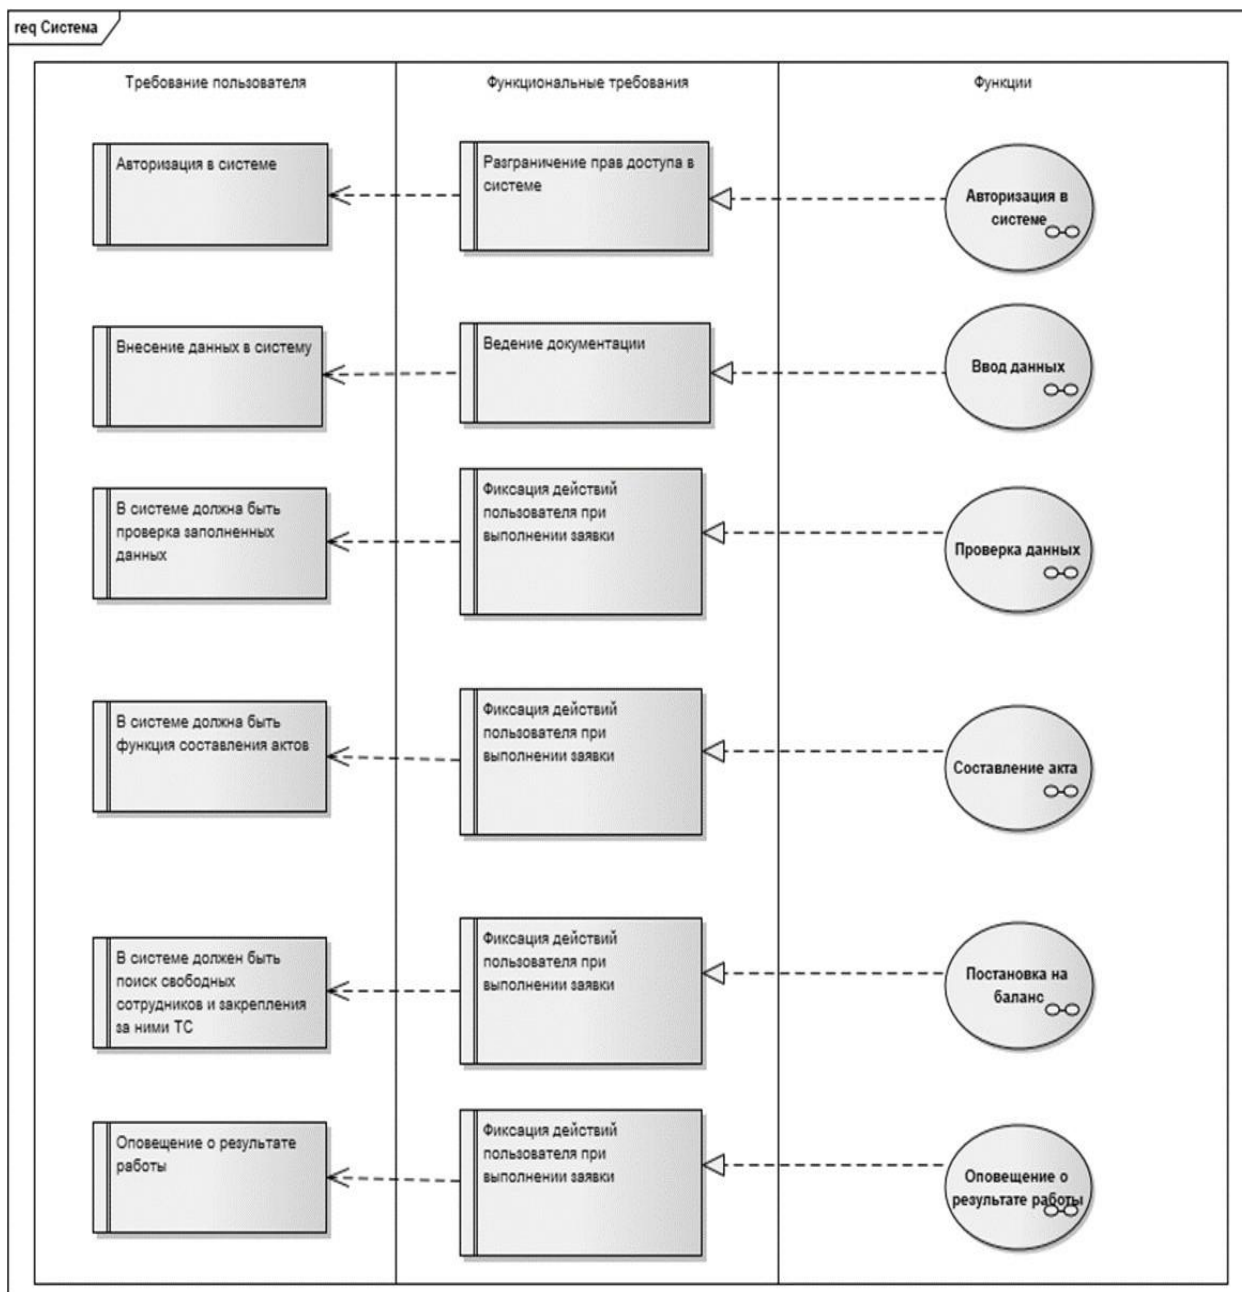 req Система
Требование пользователя
Функциональные требования
Функции
Авторизация в системе
Разграничение прав доступа в
системе
Авторизация в
системе
Внесение данных в систему
Ведение документации
Ввод данных
В системе должна быть
проверка заполненных
данных
Фиксация действий
пользователя при
выполнении заявки
Проверка данных
В системе должна быть
функция составления актов
Фиксация действий
пользователя при
выполнении заявки
Составление акта
В системе должен быть
поиск свободных
сотрудников и закрепления
за ними ТС
Фиксация действий
пользователя при
выполнении заявки
Постановка на
баланс
Оповещение о результате
работы
Фиксация действий
пользователя при
выполнении заявки
Оповещение о
результате работы